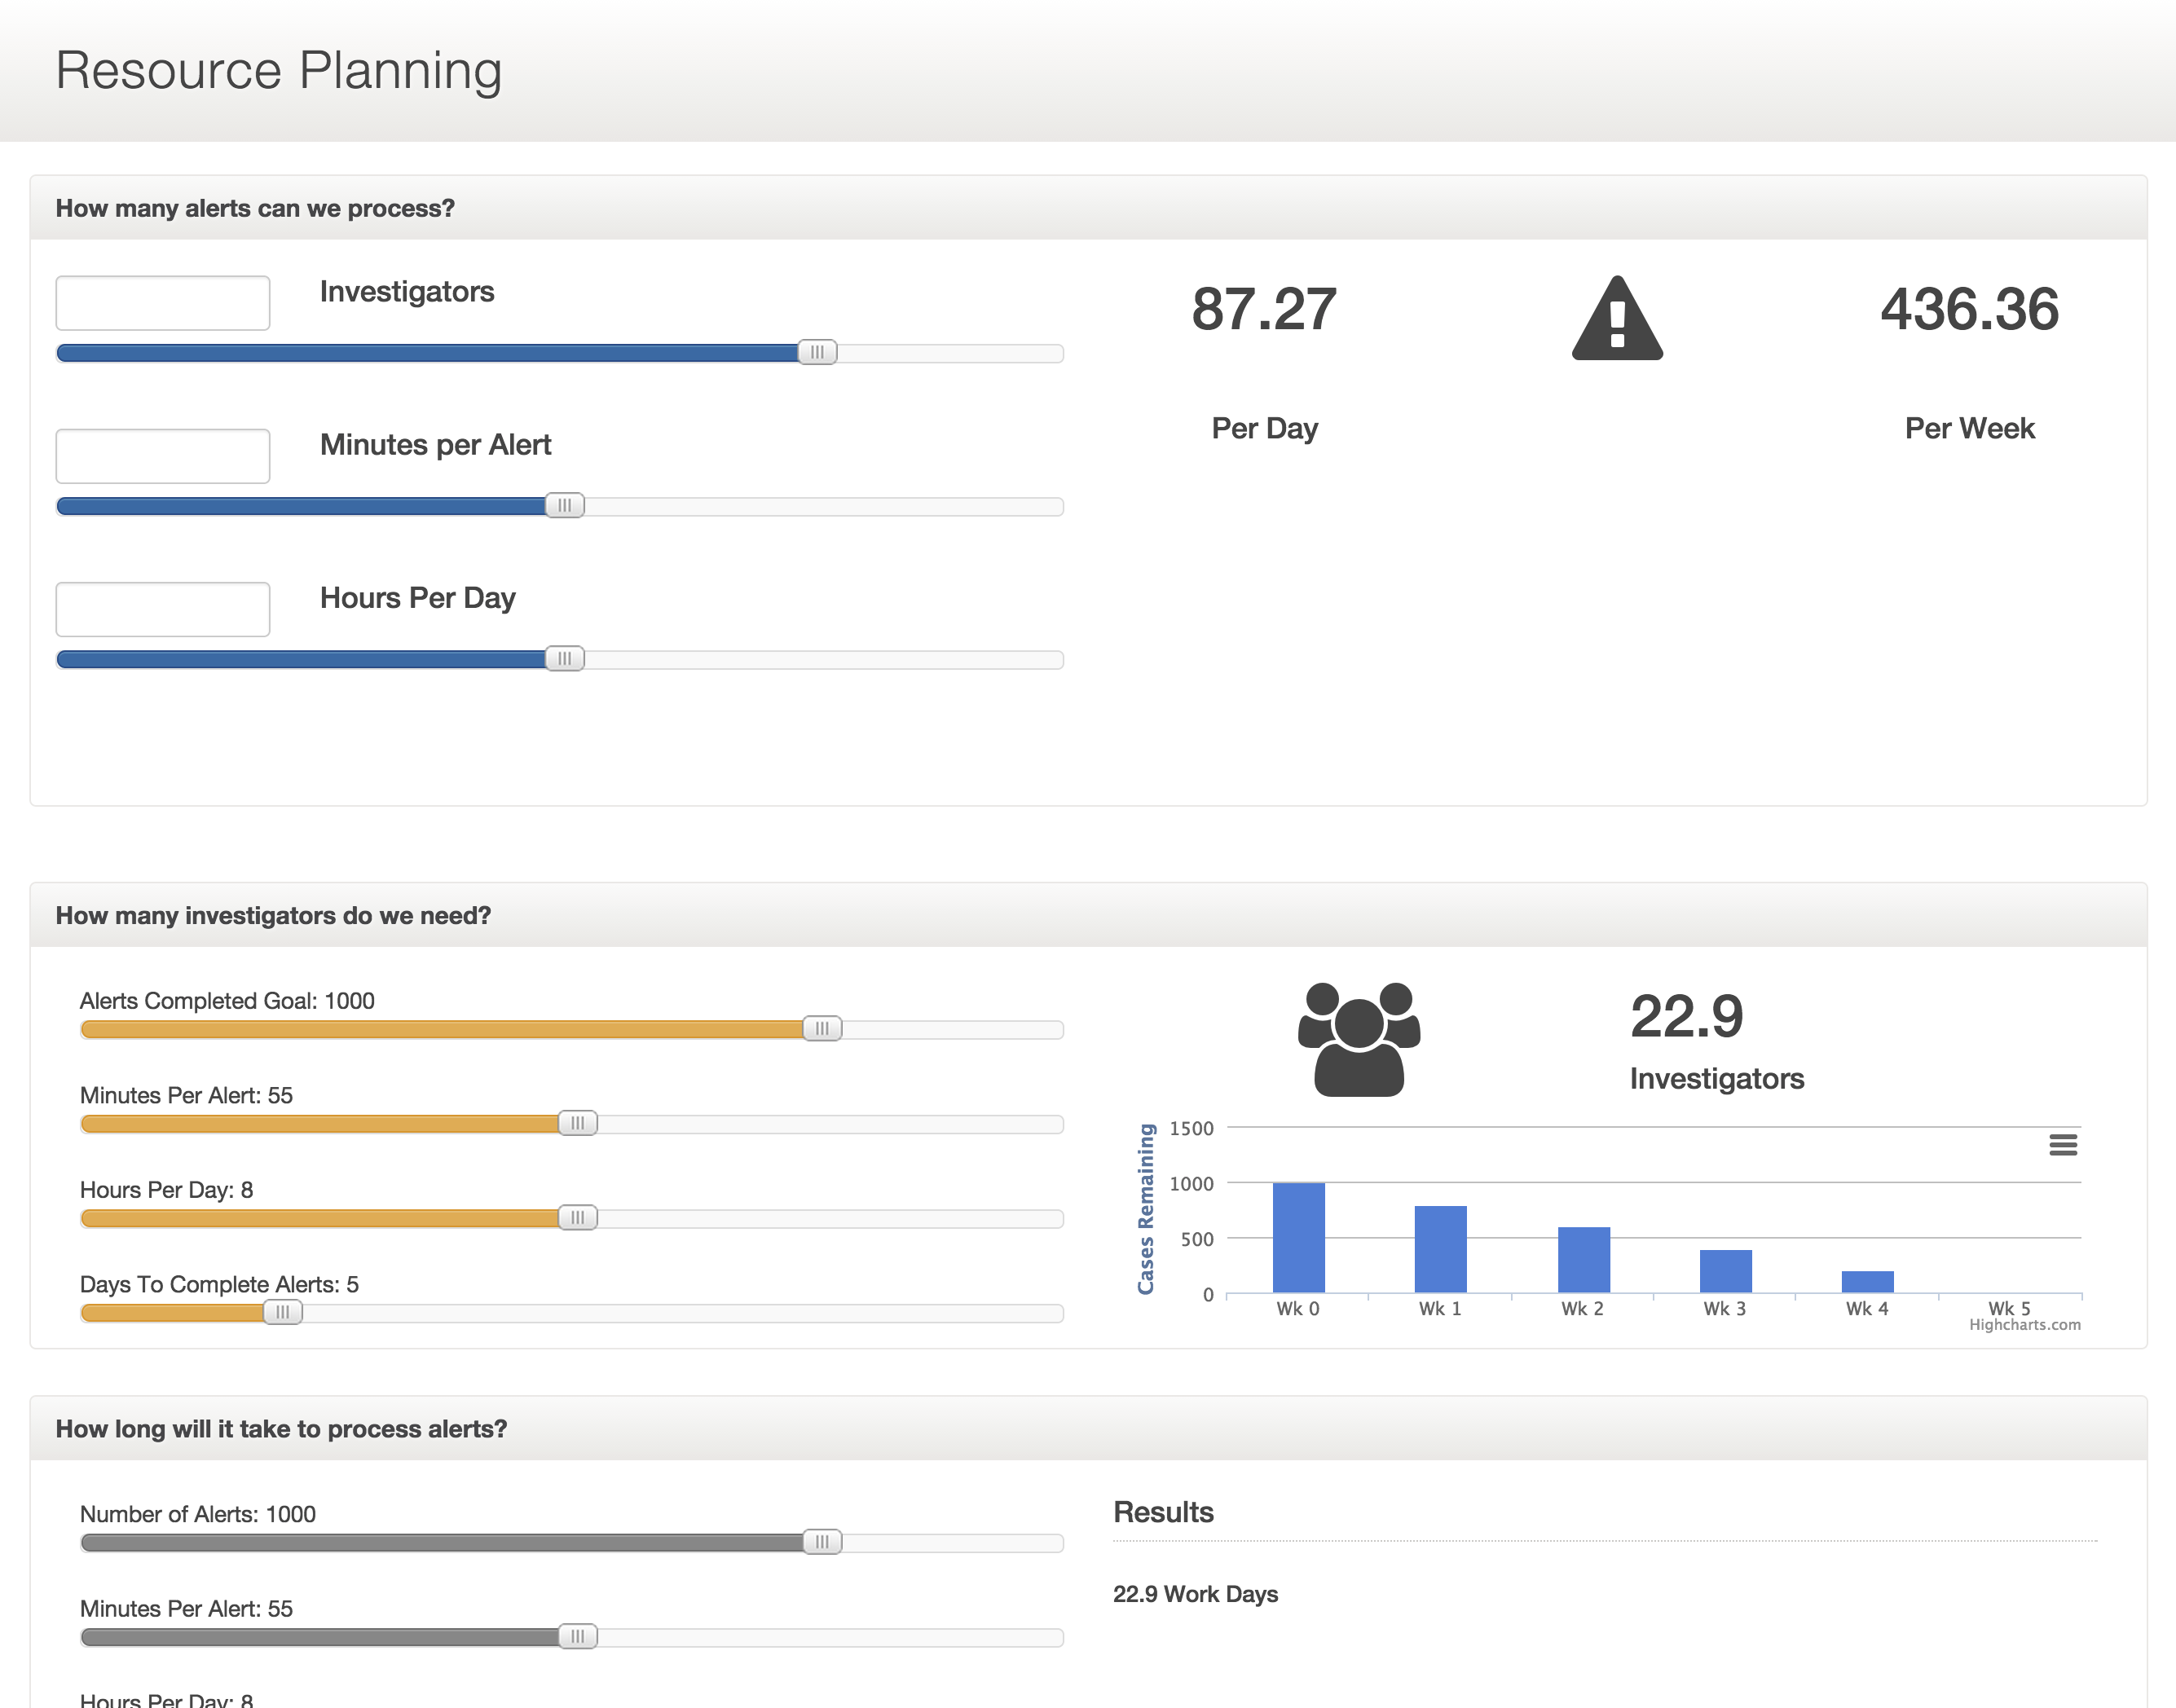 Resource Planning
How many alerts can we process?
Investigators
87.27
436.36
Per Day
Per Week
Minutes per Alert
Hours Per Day
How many investigators do we need?
Alerts Completed Goal: 1000
Minutes Per Alert: 55
Hours Per Day: 8
Days To Complete Alerts: 5
22.9
Investigators
Cases Remaining
1500
1000
500
0
Wk 0 Wk 1 Wk 2 Wk 3 Wk 4 Wk 5
Highcharts.com
How long will it take to process alerts?
Number of Alerts: 1000
Minutes Per Alert: 55
Hours Per Day: 8
Results
22.9 Work Days